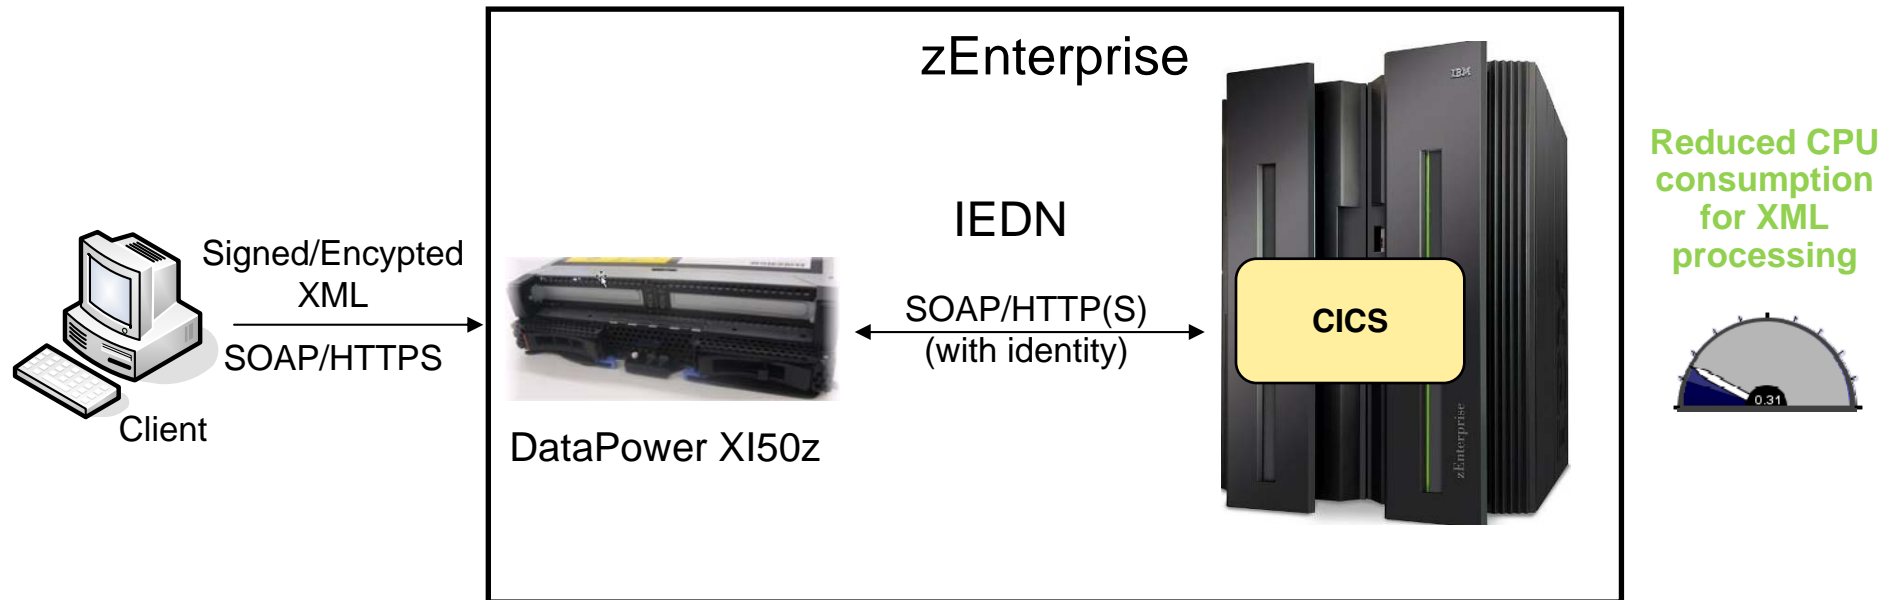 zEnterprise
IBM
Reduced CPU
consumption
for XML
processing
IEDN
Signed/Encypted
XML
SOAP/HTTPS
SOAP/HTTP(S)
(with identity)
CICS
0.31
Client
DataPower XI50z
zEnterprise